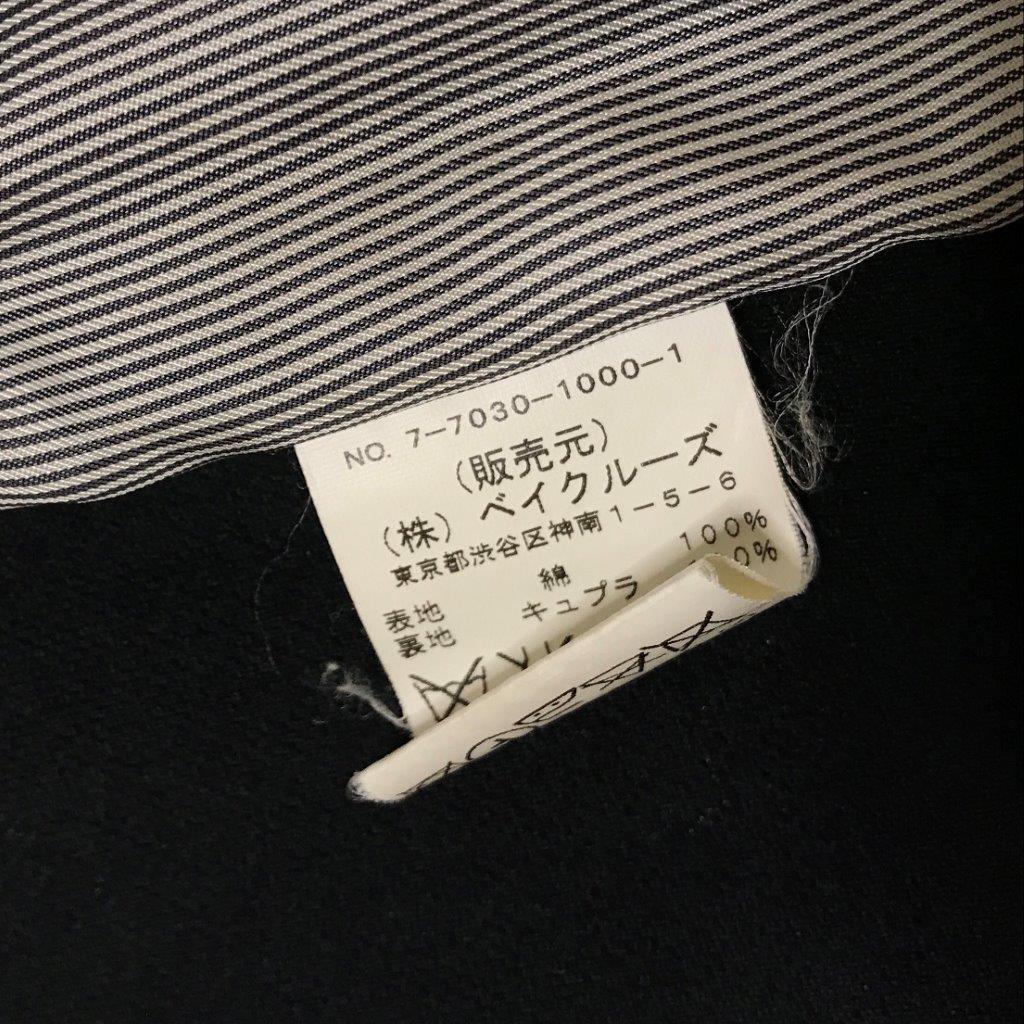 NO. 7-7030-1000-1
(販売元)
(株) ベイクルーズ
東京都渋谷区神南1-5-6
表地 綿 100%
裏地 キュプラ